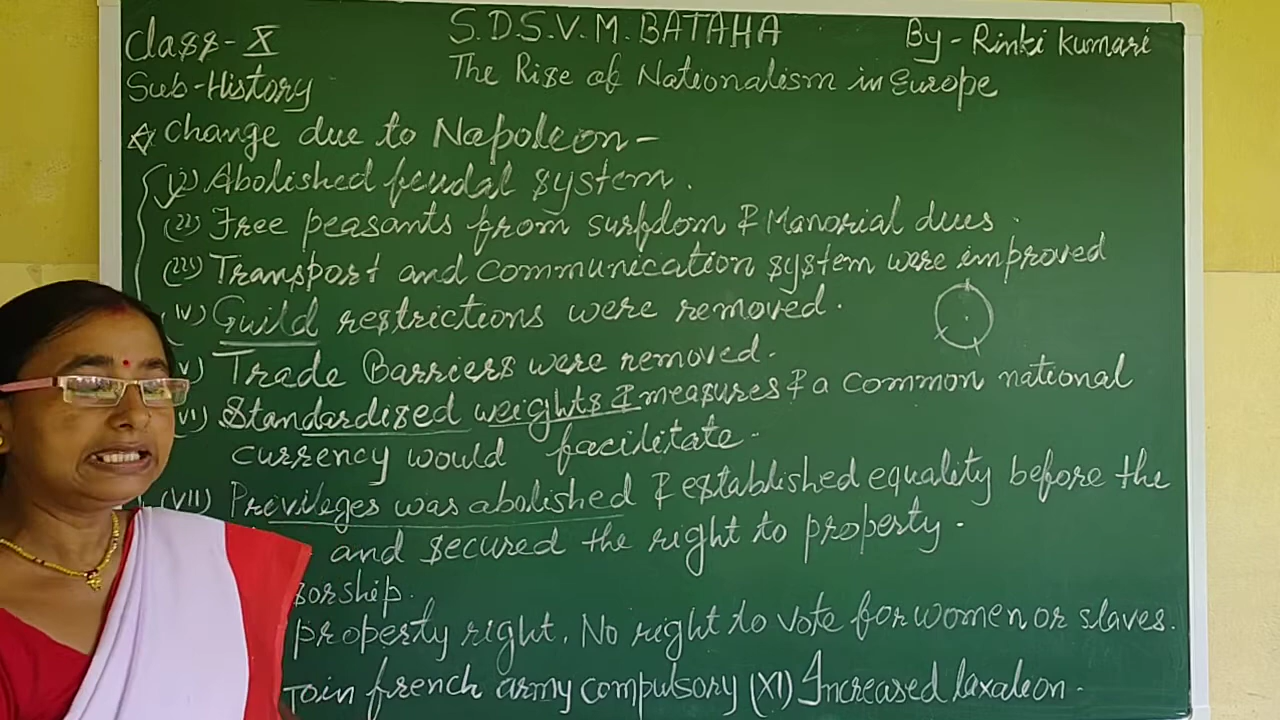 S.D.S.V.M. BATAHA
Class-X
By - Rinki Kumari
Sub-History
The Rise of Nationalism in Europe
☆ Change due to Napoleon -
(i) Abolished feudal system.
(ii) Free peasants from surfdom & Manorial dues.
(iii) Transport and communication system were improved
(iv) Guild restrictions were removed.
v) Trade Barriers were removed.
(vi) Standardised weights & measures & a common national
currency would facilitate.
(VII) Privileges was abolished & established equality before the
and secured the right to property.
sorship.
property right. No right to vote for women or slaves.
Join french army compulsory (XI) Increased taxation.